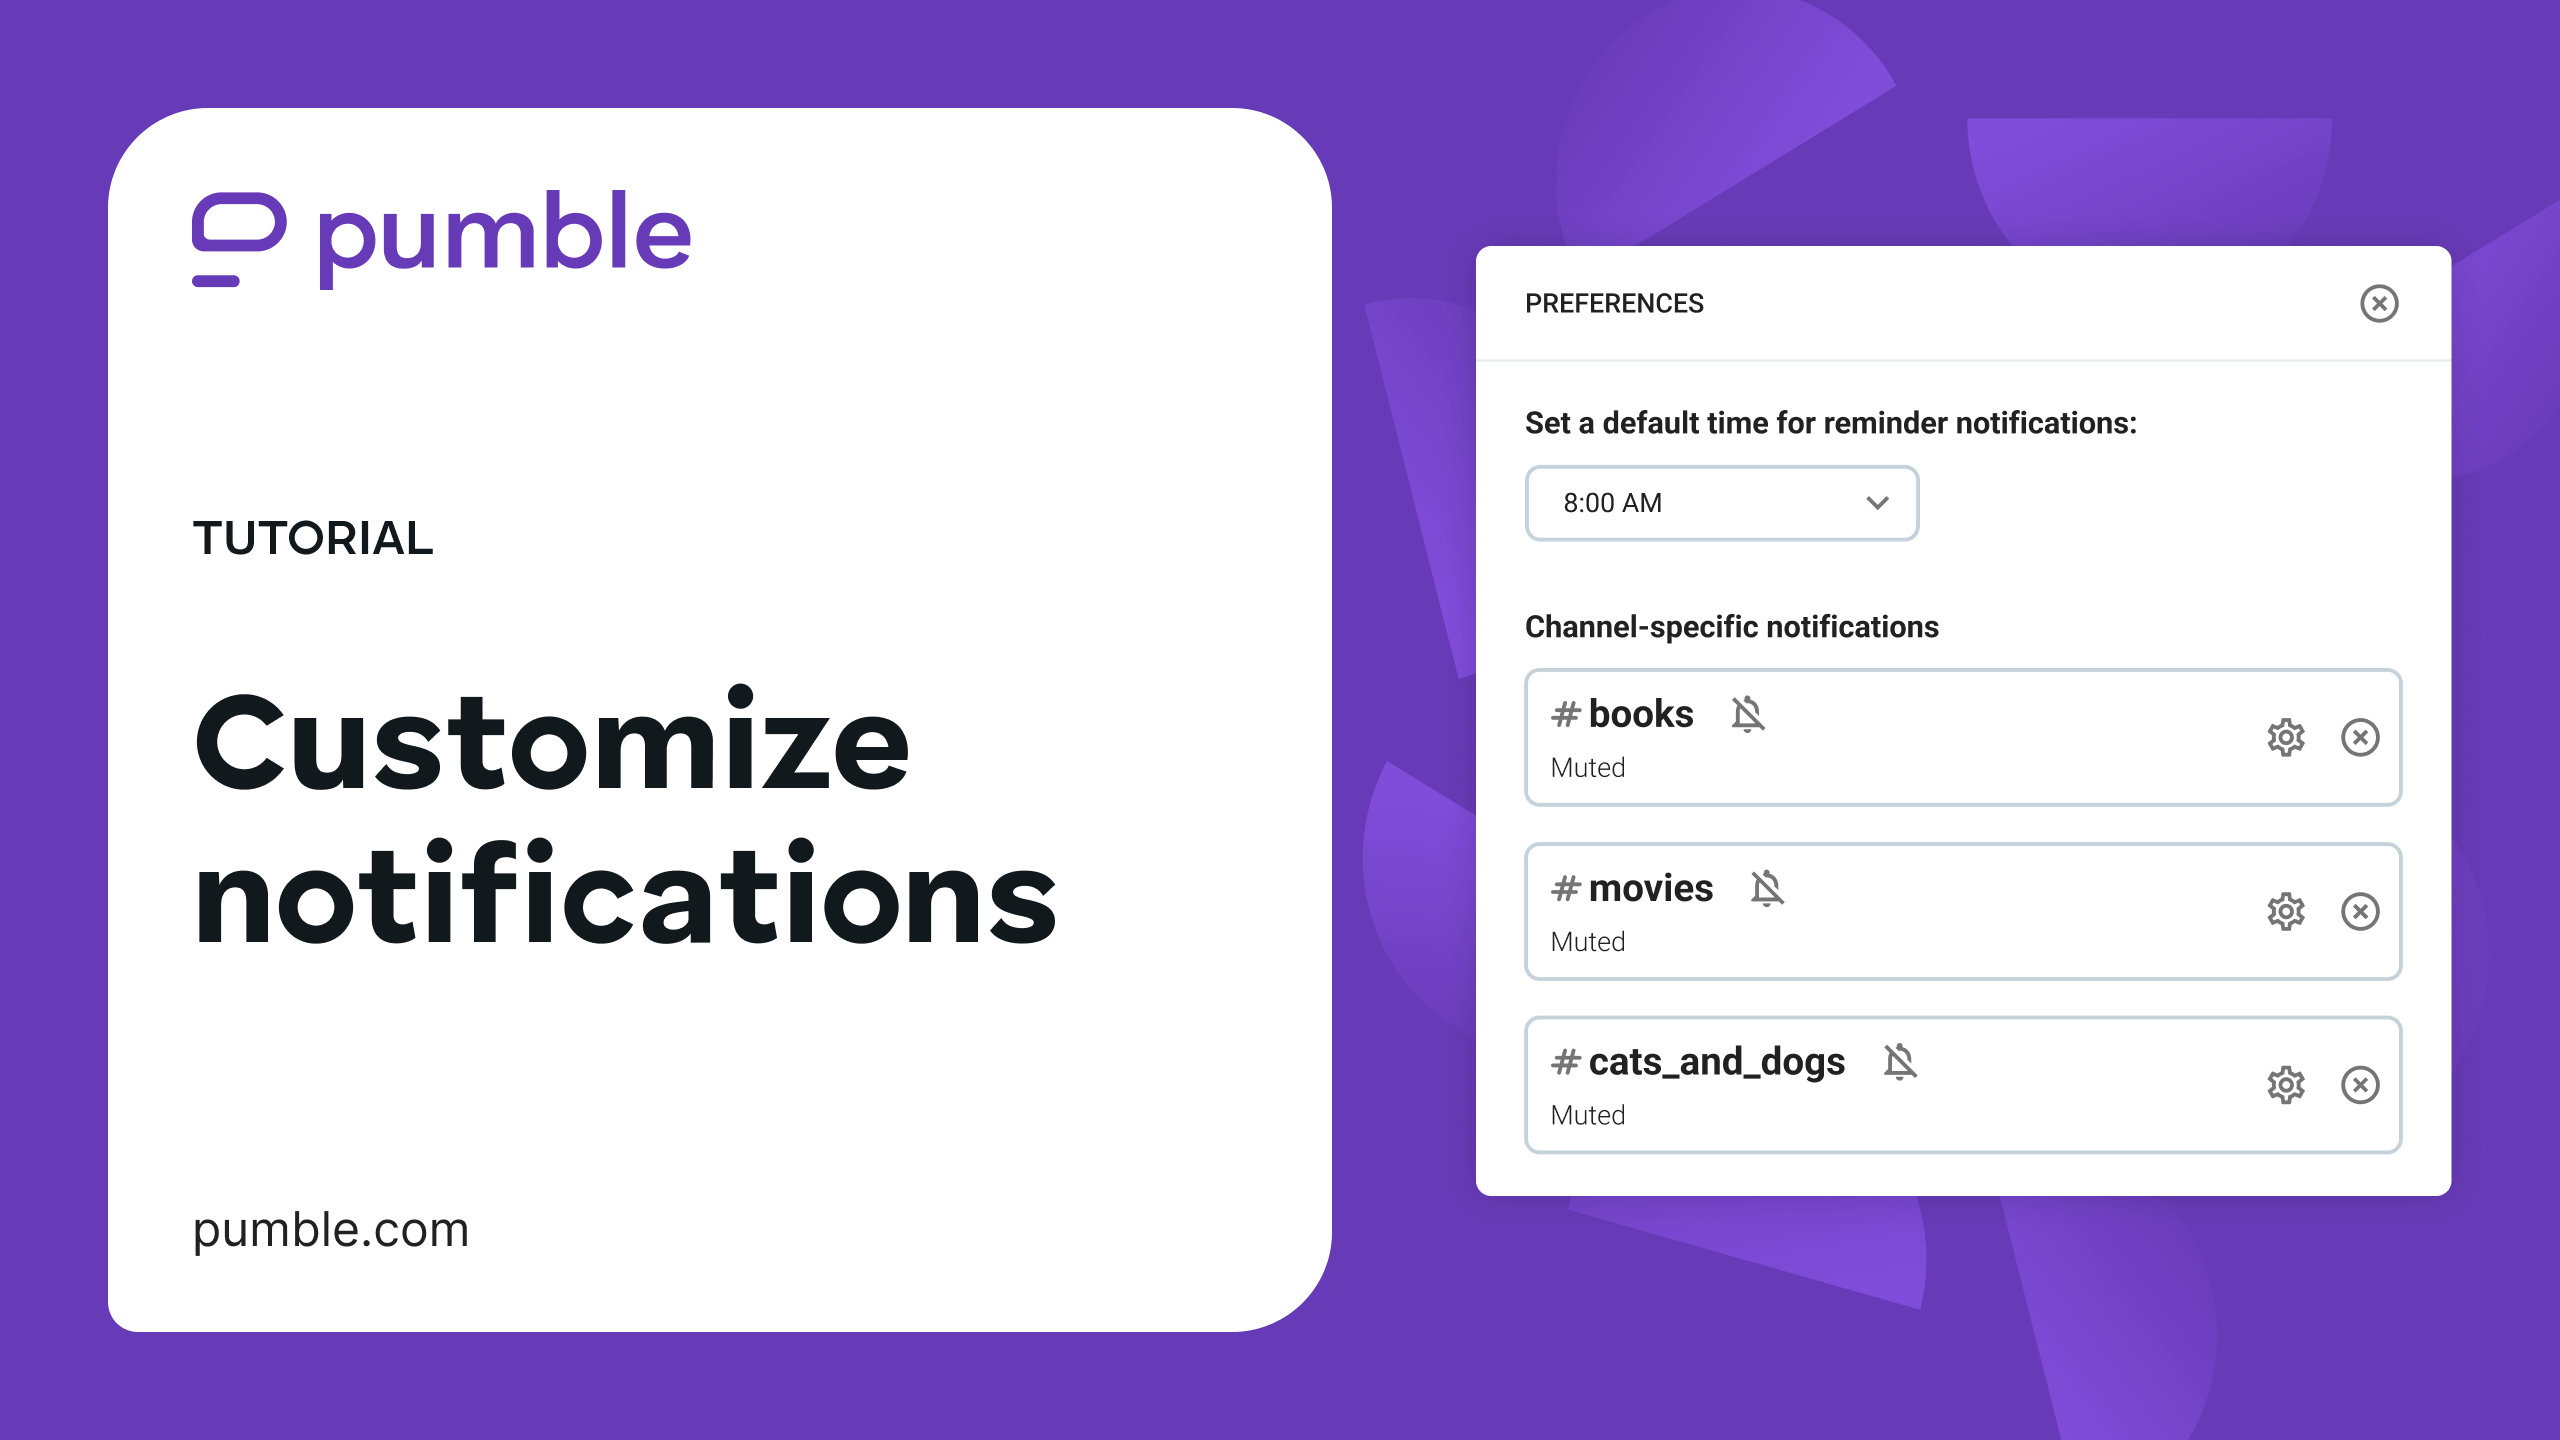 pumble
TUTORIAL
Customize
notifications
pumble.com
PREFERENCES
Set a default time for reminder notifications:
8:00 AM
Channel-specific notifications
# books
Muted
# movies
Muted
# cats_and_dogs
Muted